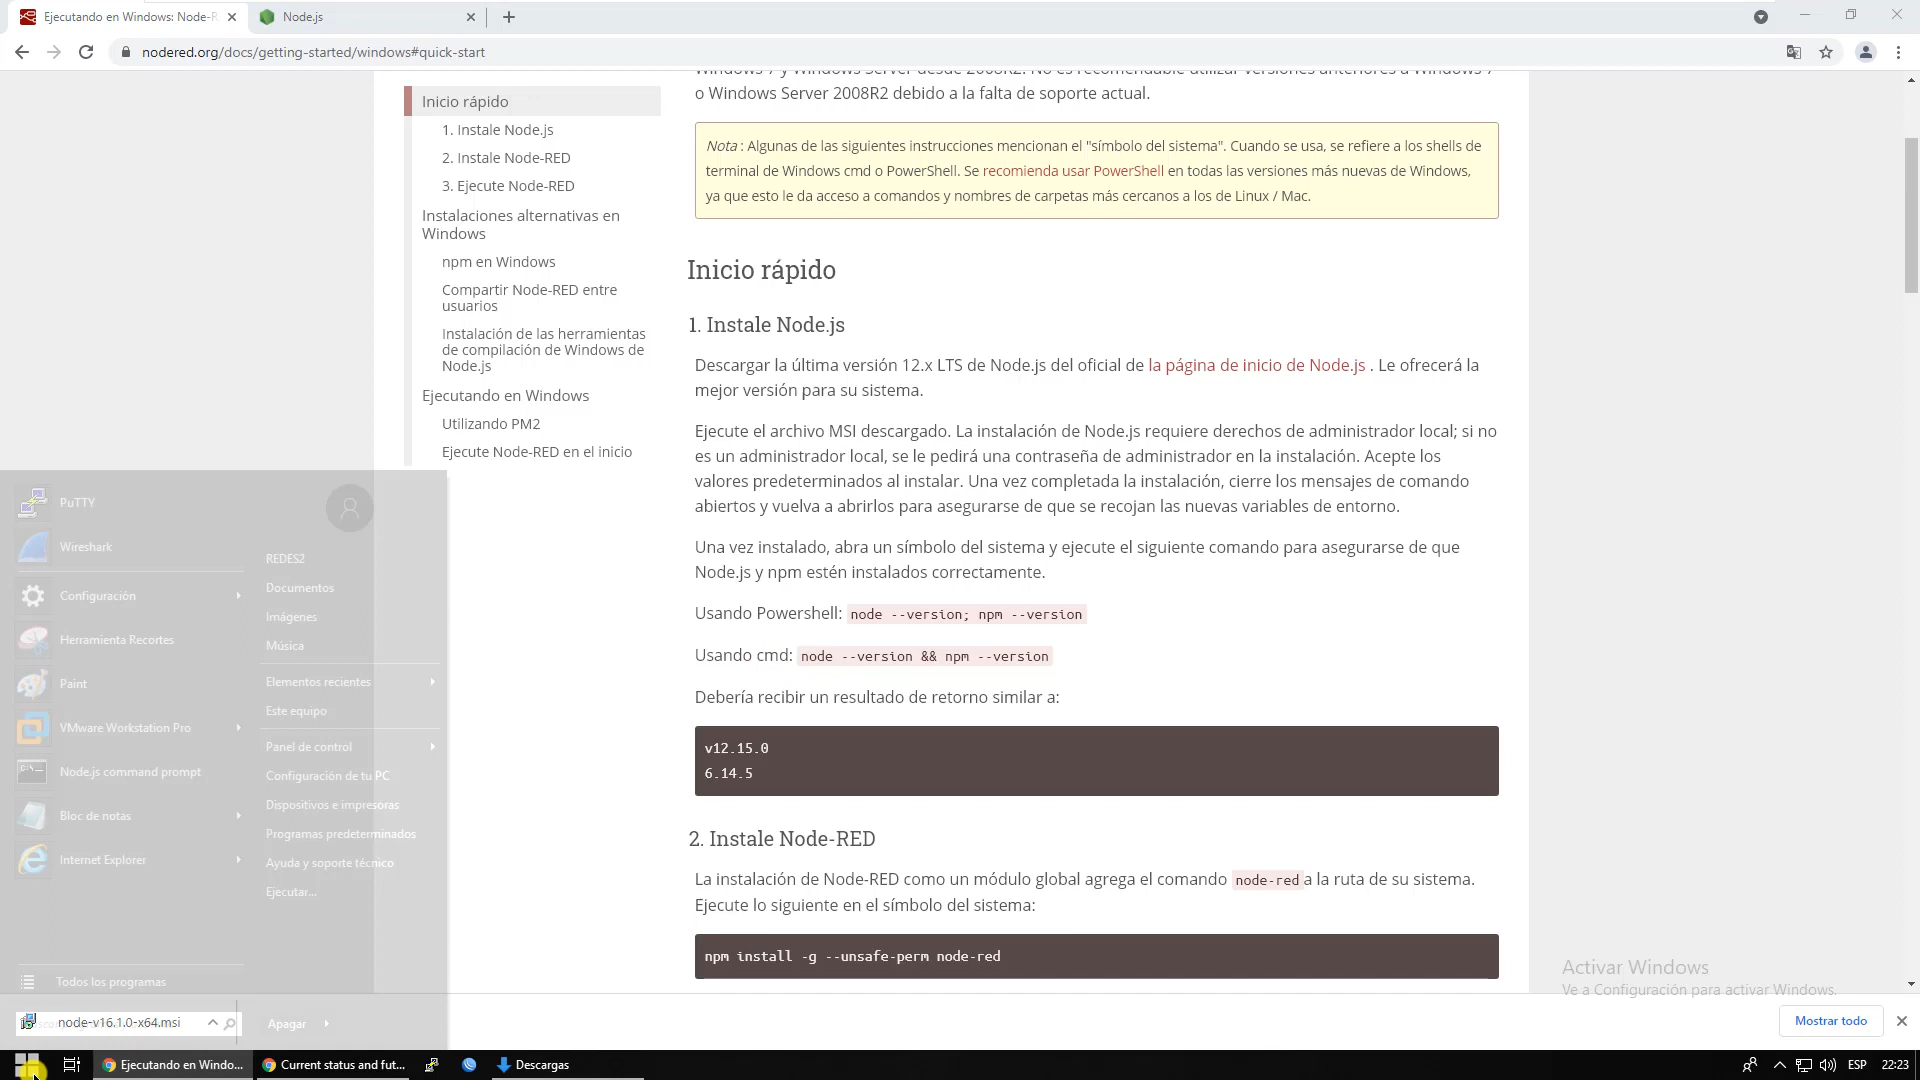 Ejecutando en Windows: Node-R
Node.js
nodered.org/docs/getting-started/windows#quick-start
Inicio rápido
1. Instale Node.js
2. Instale Node-RED
3. Ejecute Node-RED
Instalaciones alternativas en
Windows
npm en Windows
Compartir Node-RED entre
usuarios
Instalación de las herramientas
de compilación de Windows de
Node.js
Ejecutando en Windows
Utilizando PM2
Ejecute Node-RED en el inicio
Windows 7 y Windows Server desde 2008R2. No es recomendable utilizar versiones anteriores a Windows 7
o Windows Server 2008R2 debido a la falta de soporte actual.
Nota : Algunas de las siguientes instrucciones mencionan el "símbolo del sistema". Cuando se usa, se refiere a los shells de
terminal de Windows cmd o PowerShell. Se recomienda usar PowerShell en todas las versiones más nuevas de Windows,
ya que esto le da acceso a comandos y nombres de carpetas más cercanos a los de Linux / Mac.
Inicio rápido
1. Instale Node.js
Descargar la última versión 12.x LTS de Node.js del oficial de la página de inicio de Node.js . Le ofrecerá la
mejor versión para su sistema.
Ejecute el archivo MSI descargado. La instalación de Node.js requiere derechos de administrador local; si no
es un administrador local, se le pedirá una contraseña de administrador en la instalación. Acepte los
valores predeterminados al instalar. Una vez completada la instalación, cierre los mensajes de comando
abiertos y vuelva a abrirlos para asegurarse de que se recojan las nuevas variables de entorno.
Una vez instalado, abra un símbolo del sistema y ejecute el siguiente comando para asegurarse de que
Node.js y npm estén instalados correctamente.
Usando Powershell: node --version; npm --version
Usando cmd: node --version && npm --version
Debería recibir un resultado de retorno similar a:
v12.15.0
6.14.5
2. Instale Node-RED
La instalación de Node-RED como un módulo global agrega el comando node-red a la ruta de su sistema.
Ejecute lo siguiente en el símbolo del sistema:
npm install -g --unsafe-perm node-red
PuTTY
Wireshark
Configuración
Herramienta Recortes
Paint
VMware Workstation Pro
Node.js command prompt
Bloc de notas
Internet Explorer
Todos los programas
REDES2
Documentos
Imágenes
Música
Elementos recientes
Este equipo
Panel de control
Configuración de tu PC
Dispositivos e impresoras
Programas predeterminados
Ayuda y soporte técnico
Ejecutar...
Apagar
Activar Windows
Ve a Configuración para activar Windows.
node-v16.1.0-x64.msi
Mostrar todo
Ejecutando en Windo...
Current status and fut...
Descargas
ESP
22:23